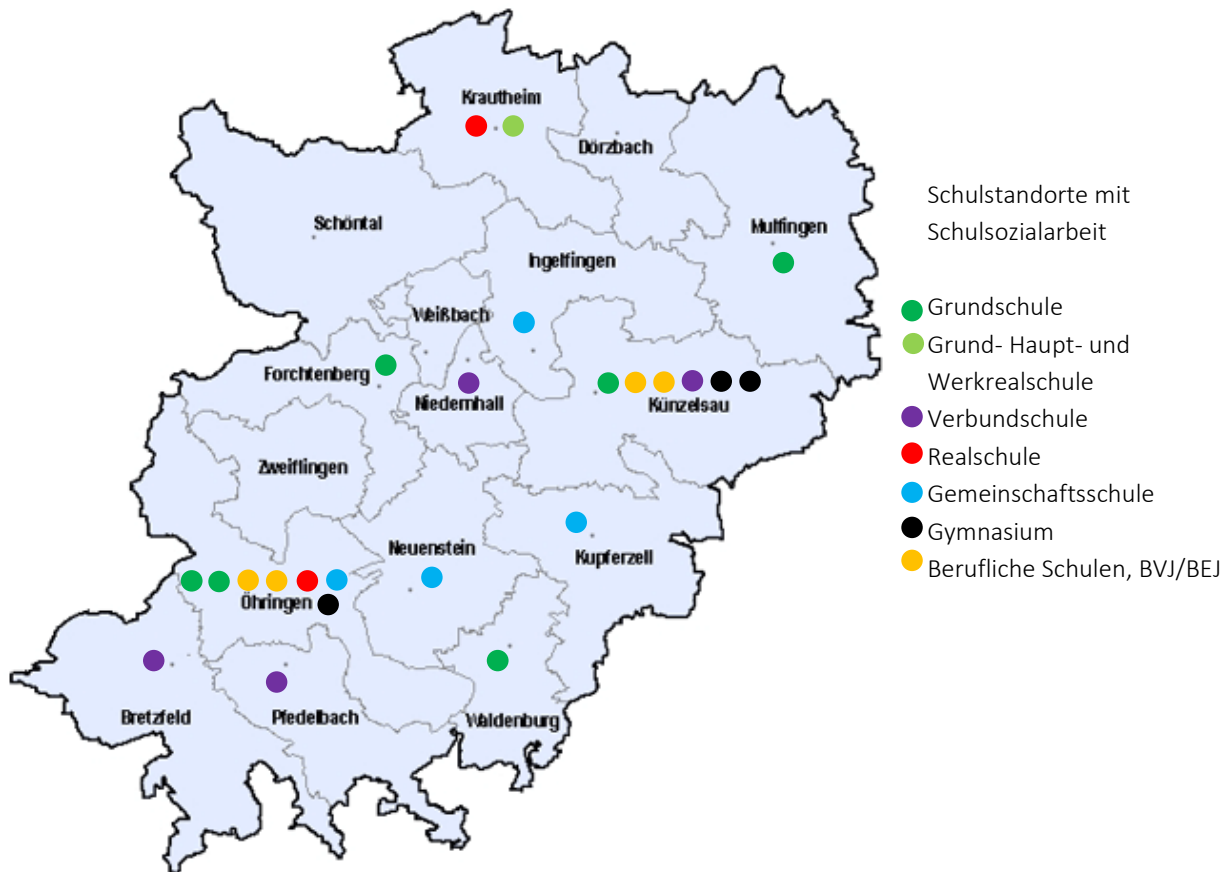 Krautheim
Dörzbach
Schöntal
Mulfingen
Ingelfingen
Weißbach
Forchtenberg
Niedernhall
Künzelsau
Zweiflingen
Neuenstein
Kupferzell
Öhringen
Bretzfeld
Pfedelbach
Waldenburg
Schulstandorte mit
Schulsozialarbeit
Grundschule
Grund- Haupt- und
Werkrealschule
Verbundschule
Realschule
Gemeinschaftsschule
Gymnasium
Berufliche Schulen, BVJ/BEJ